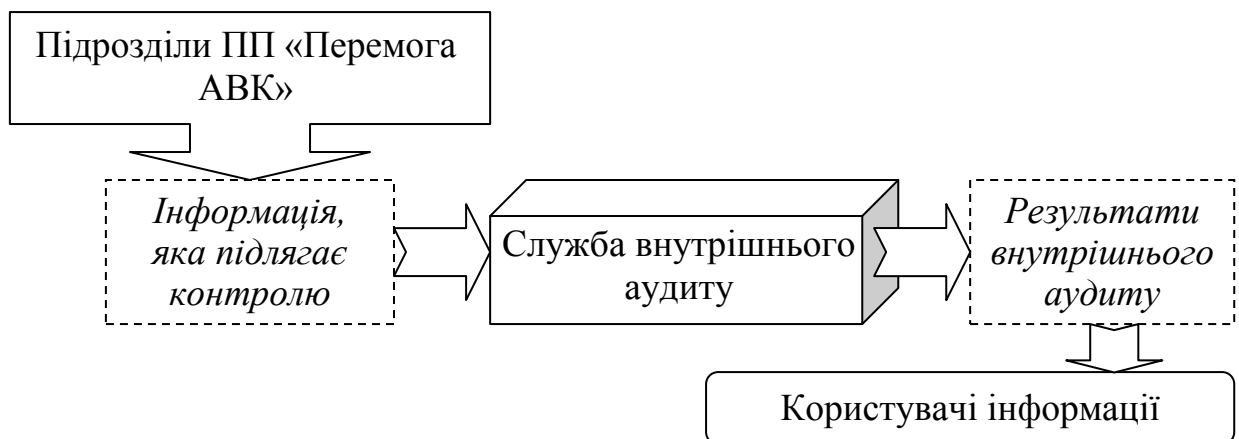 Підрозділи ПП «Перемога
АВК»
Інформація,
яка підлягає
контролю
Служба внутрішнього
аудиту
Результати
внутрішнього
аудиту
Користувачі інформації